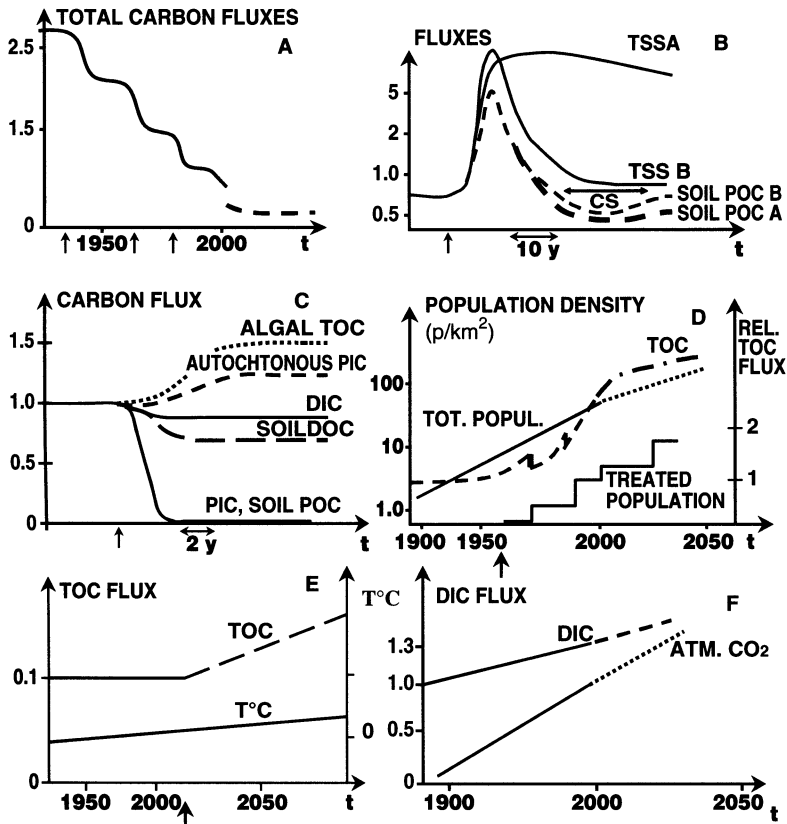 TOTAL CARBON FLUXES
A
2.5
1.5
0
1950
2000
t
FLUXES
B
TSSA
5
2
1.0
0.5
TSS B
CS
SOIL POC B
SOIL POC A
10 y
t
CARBON FLUX
C
1.5
1.0
0.5
0
ALGAL TOC
AUTOCHTONOUS PIC
DIC
SOILDOC
PIC, SOIL POC
2 y
t
POPULATION DENSITY
(p/km2)
D
REL.
TOC
FLUX
TOC
100
10
1.0
TOT. POPUL.
2
1
TREATED
POPULATION
1900
1950
2000
2050
t
TOC FLUX
E
T°C
TOC
0.1
T°C
0
0
1950
2000
2050
t
DIC FLUX
F
1.3
1.0
0.5
0
DIC
ATM. CO2
1900
2000
2050
t